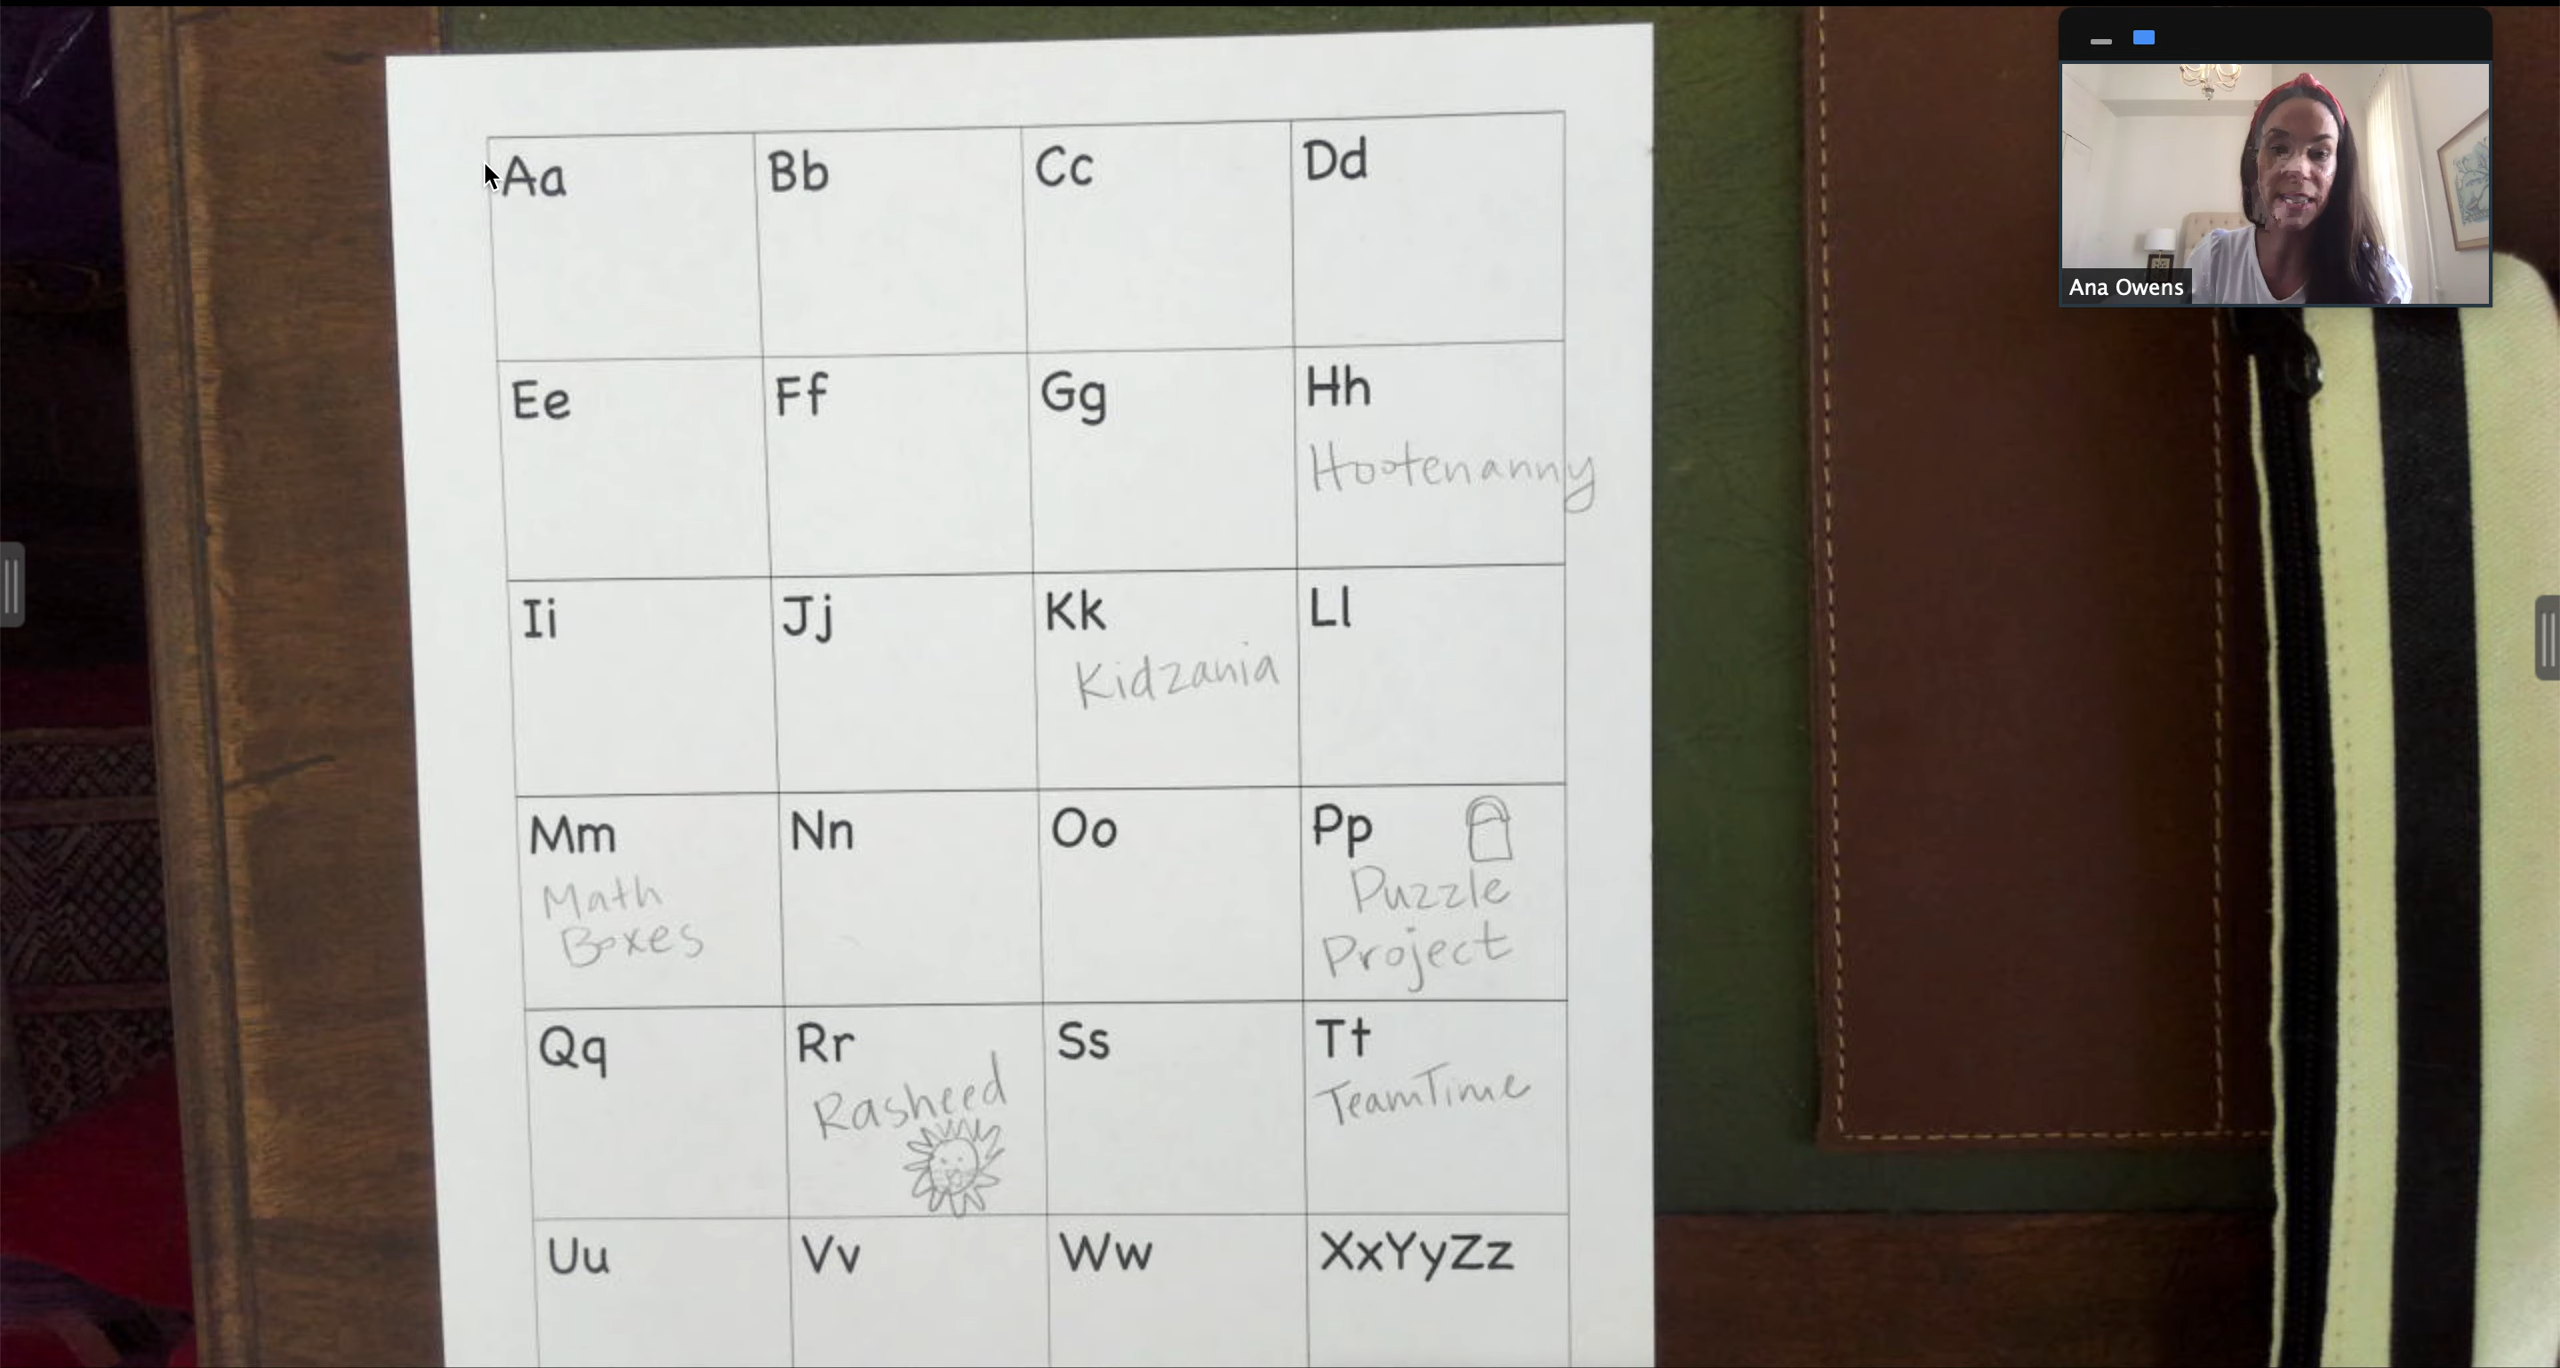 Aa Bb Cc Dd
Ee Ff Gg Hh
Hootenanny
Ii Jj Kk Ll
Kidzania
Mm Nn Oo Pp
Math
Boxes
Puzzle
Project
Qq Rr Ss Tt
Rasheed
TeamTime
Uu Vv Ww XxYyZz
Ana Owens